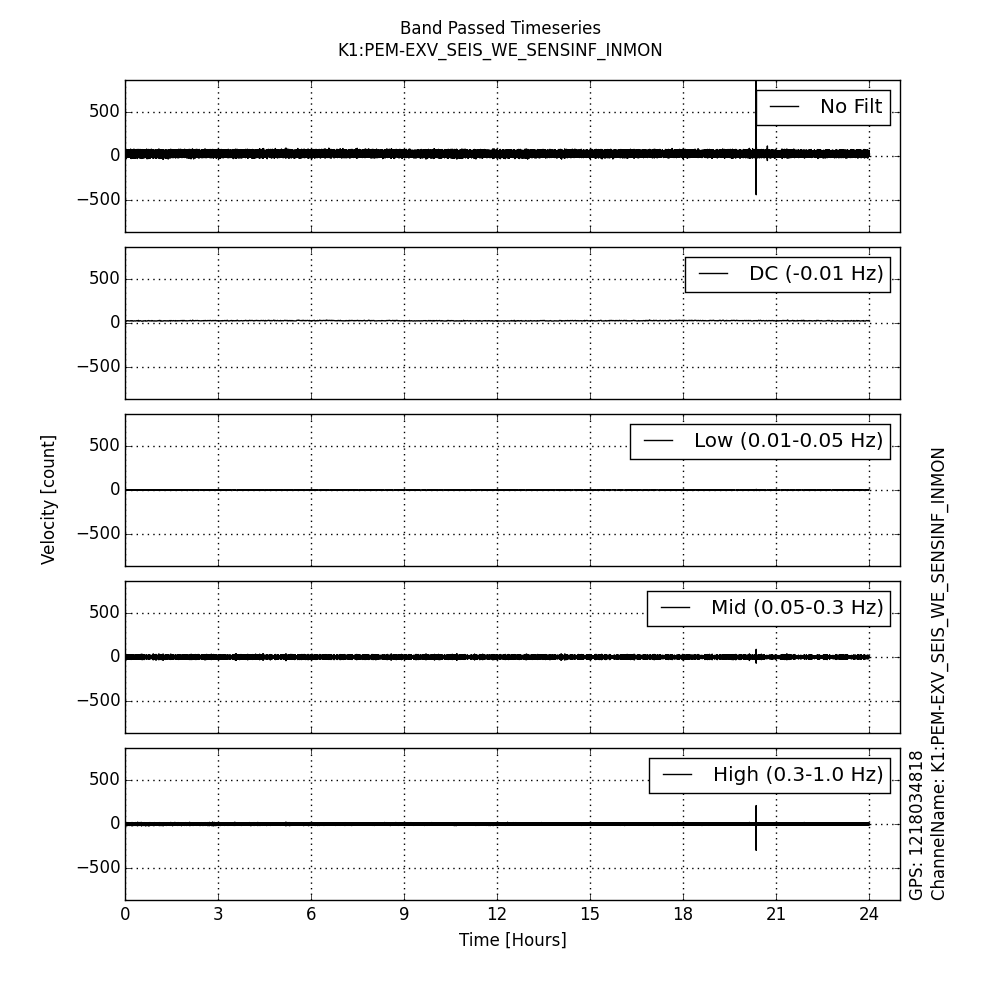 Band Passed Timeseries
K1:PEM-EXV_SEIS_WE_SENSINF_INMON
500
0
−500
No Filt
500
0
−500
DC (-0.01 Hz)
500
0
−500
Low (0.01-0.05 Hz)
500
0
−500
Mid (0.05-0.3 Hz)
500
0
−500
High (0.3-1.0 Hz)
0 3 6 9 12 15 18 21 24
Time [Hours]
Velocity [count]
GPS: 1218034818
ChannelName: K1:PEM-EXV_SEIS_WE_SENSINF_INMON